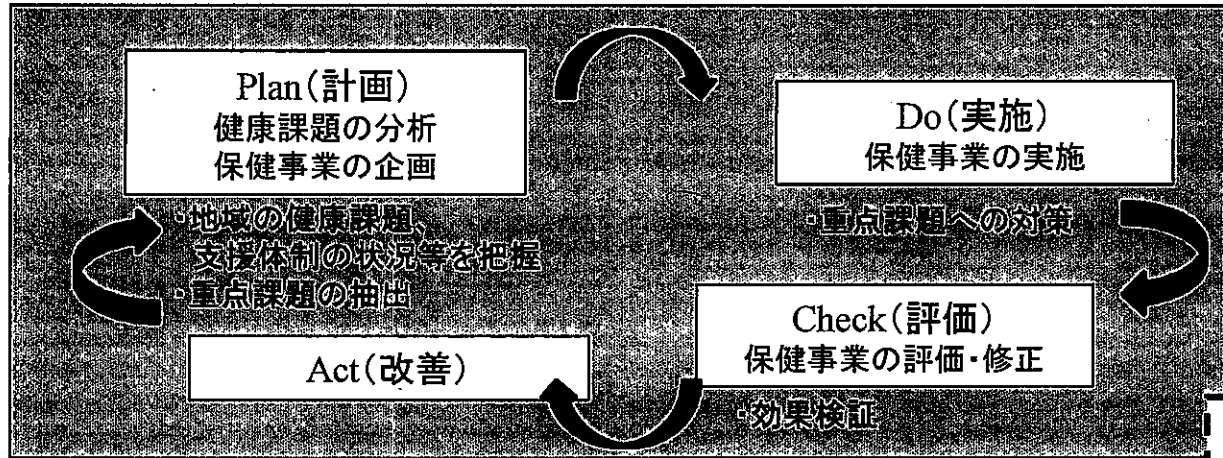 Plan(計画)
健康課題の分析
保健事業の企画
・地域の健康課題、
支援体制の状況等を把握
・重点課題の抽出
Do(実施)
保健事業の実施
・重点課題への対策
Check(評価)
保健事業の評価・修正
・効果検証
Act(改善)